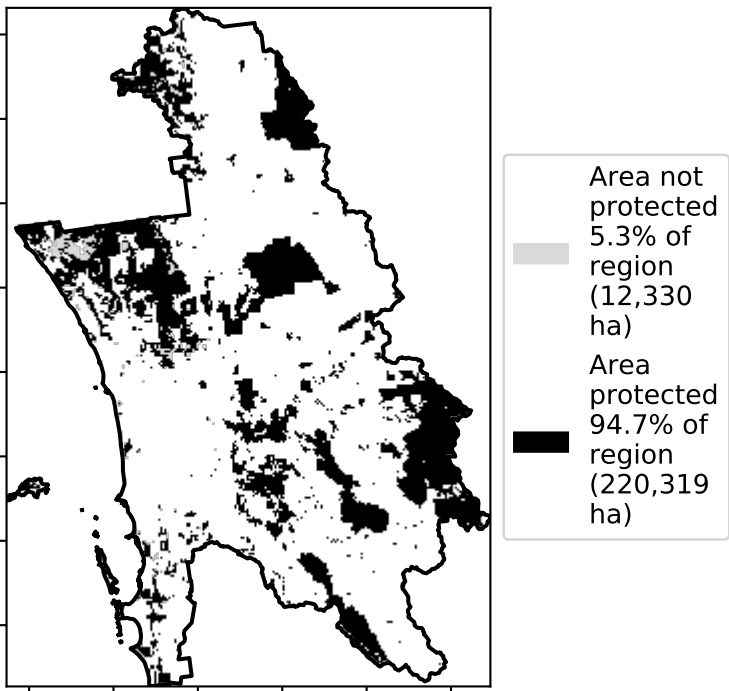 Area not
protected
5.3% of
region
(12,330
ha)
Area
protected
94.7% of
region
(220,319
ha)